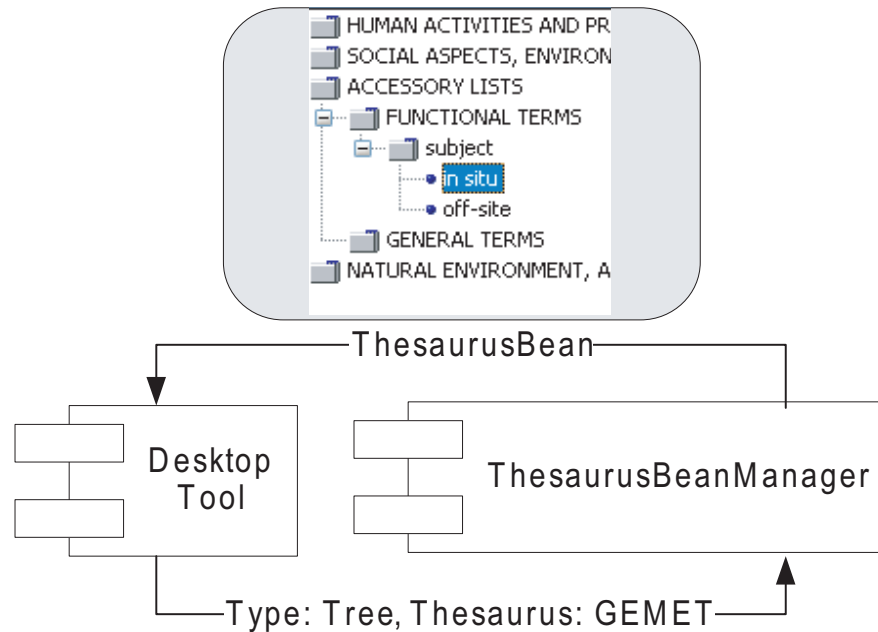 HUMAN ACTIVITIES AND PR
SOCIAL ASPECTS, ENVIRON
ACCESSORY LISTS
FUNCTIONAL TERMS
subject
in situ
off-site
GENERAL TERMS
NATURAL ENVIRONMENT, A
ThesaurusBean
Desktop
Tool
ThesaurusBeanManager
Type: Tree, Thesaurus: GEMET